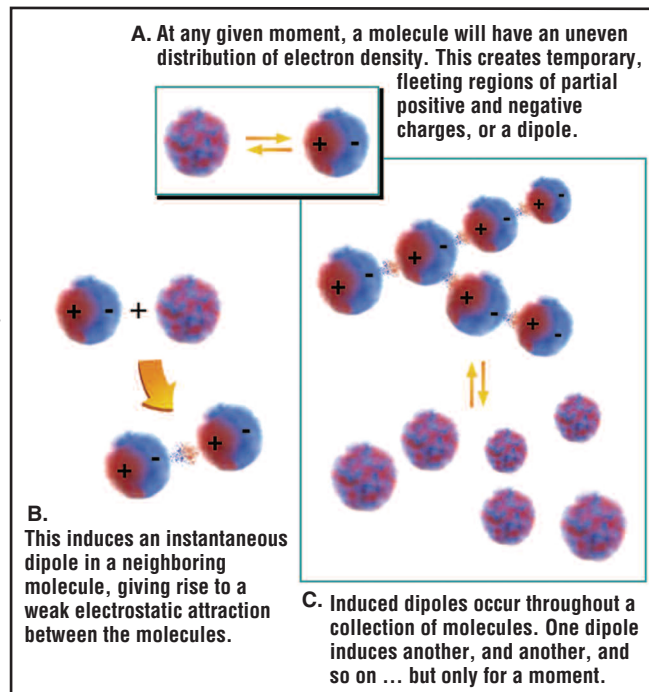 A. At any given moment, a molecule will have an uneven
distribution of electron density. This creates temporary,
fleeting regions of partial
positive and negative
charges, or a dipole.
+ -
+ - + - + - + -
+ - + -
+ - +
+ - + -
B.
This induces an instantaneous
dipole in a neighboring
molecule, giving rise to a
weak electrostatic attraction
between the molecules.
C. Induced dipoles occur throughout a
collection of molecules. One dipole
induces another, and another, and
so on ... but only for a moment.